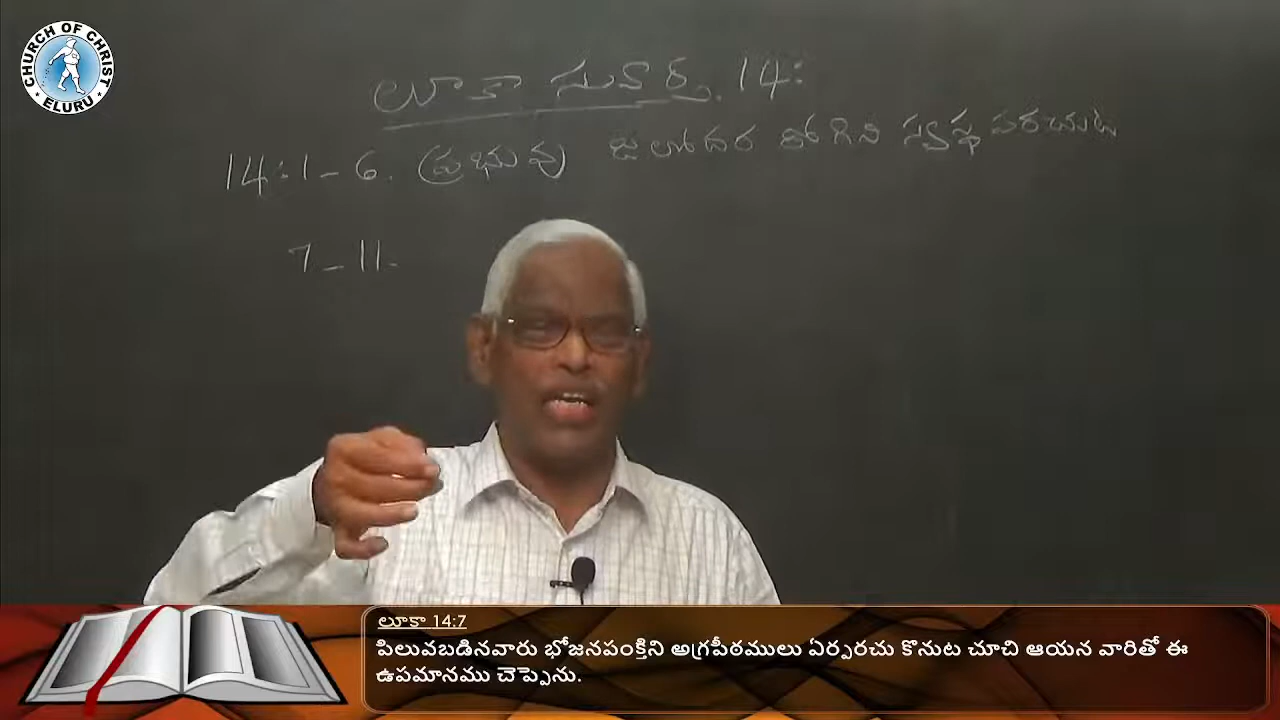 CHURCH OF CHRIST
ELURU
లూకా సువార్త. 14:
14:1-6. ప్రభువు జలోదర రోగిని స్వస్థపరచుట
7-11-
లూకా 14:7
పిలువబడినవారు భోజనపంక్తిని అగ్రపీఠములు ఏర్పరచు కొనుట చూచి ఆయన వారితో ఈ
ఉపమానము చెప్పెను.